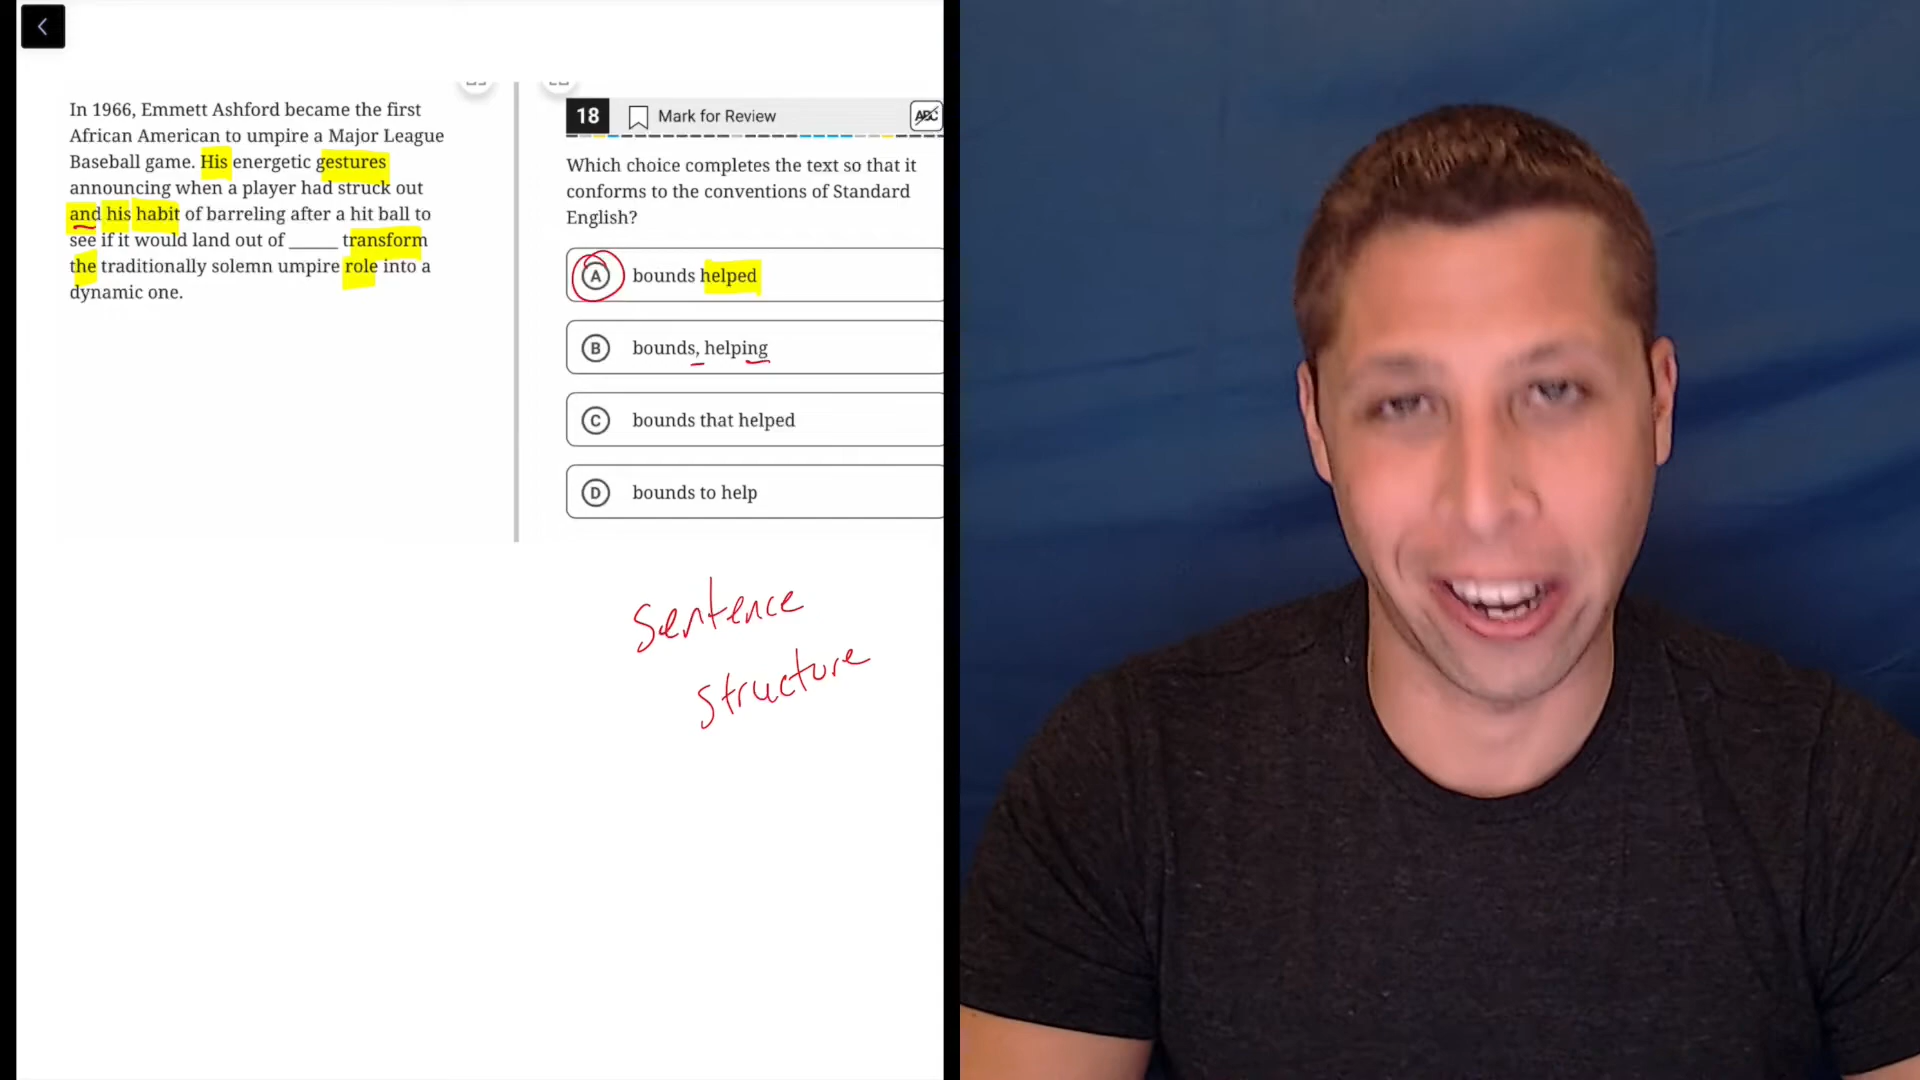 In 1966, Emmett Ashford became the first
African American to umpire a Major League
Baseball game. His energetic gestures
announcing when a player had struck out
and his habit of barreling after a hit ball to
see if it would land out of ______ transform
the traditionally solemn umpire role into a
dynamic one.
18 Mark for Review ABC
Which choice completes the text so that it
conforms to the conventions of Standard
English?
A bounds helped
B bounds, helping
C bounds that helped
D bounds to help
Sentence
Structure